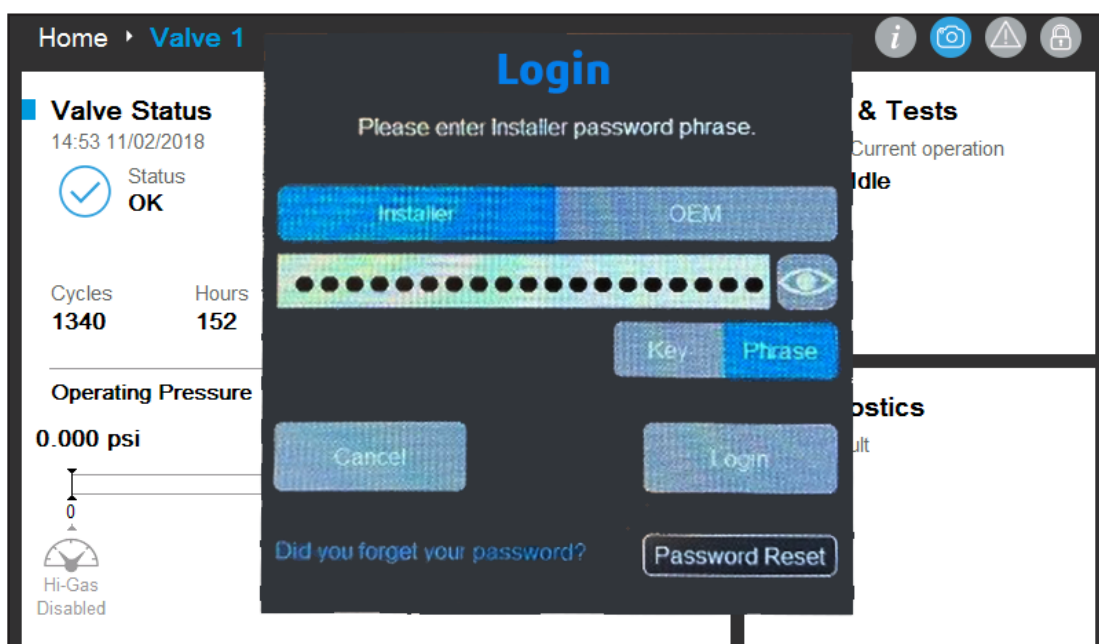 Home ‣ Valve 1
Login
Please enter Installer password phrase.
Valve Status
14:53 11/02/2018
Status
OK
Cycles
1340
Hours
152
Operating Pressure
0.000 psi
0
Hi-Gas
Disabled
Installer
OEM
●●●●●●●●●●●●●●●●●●●
Key
Phrase
Cancel
Login
Did you forget your password?
Password Reset
& Tests
Current operation
Idle
ostics
ult